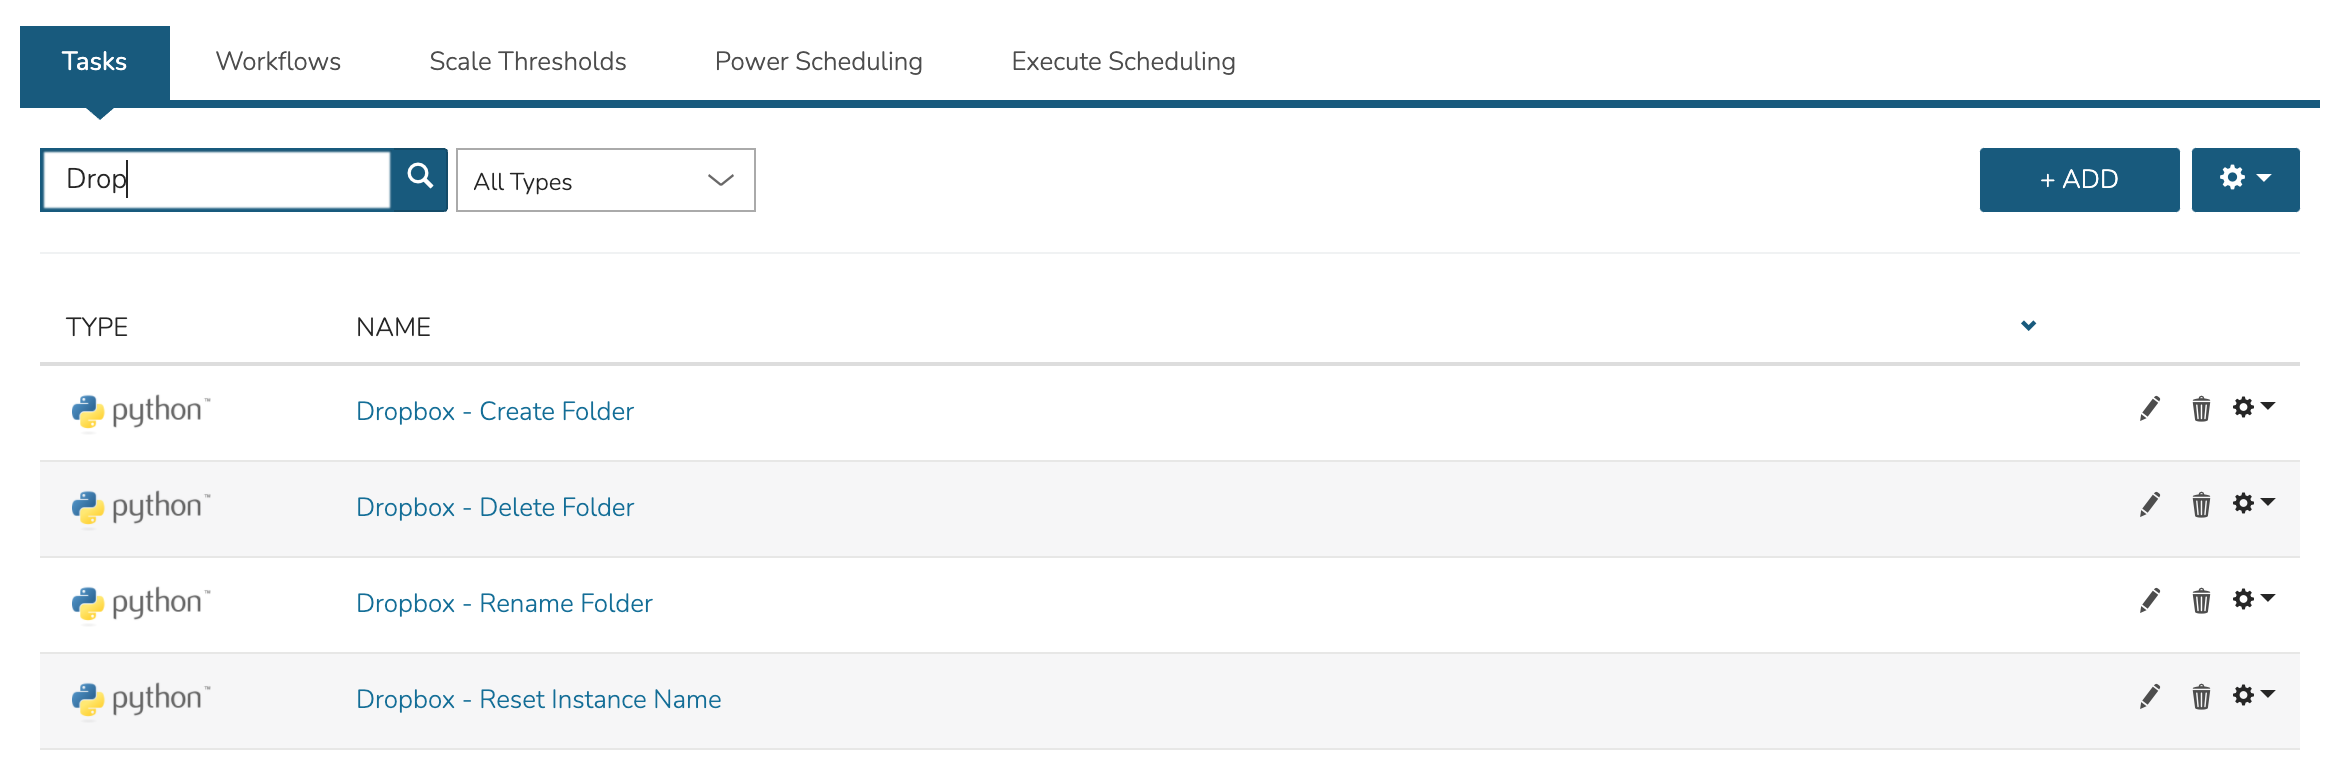 Tasks Workflows Scale Thresholds Power Scheduling Execute Scheduling
Drop All Types + ADD
TYPE NAME
python™ Dropbox - Create Folder
python™ Dropbox - Delete Folder
python™ Dropbox - Rename Folder
python™ Dropbox - Reset Instance Name